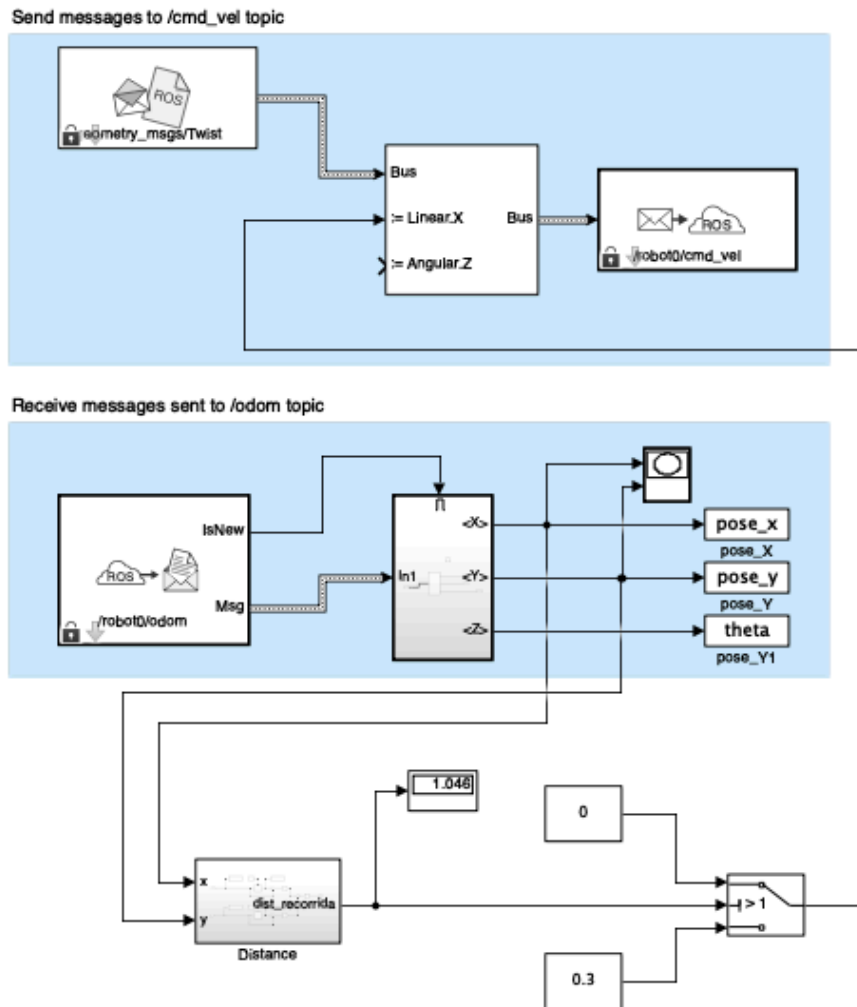 Send messages to /cmd_vel topic
ROS
eometry_msgs/Twist
Bus
:= Linear.X
Bus
:= Angular.Z
ROS
/robot0/cmd_vel
Receive messages sent to /odom topic
IsNew
ROS
Msg
/robot0/odom
In1
<X>
<Y>
<Z>
pose_x
pose_X
pose_y
pose_Y
theta
pose_Y1
1.046
0
x
dist_recorrida
y
Distance
> 1
0.3